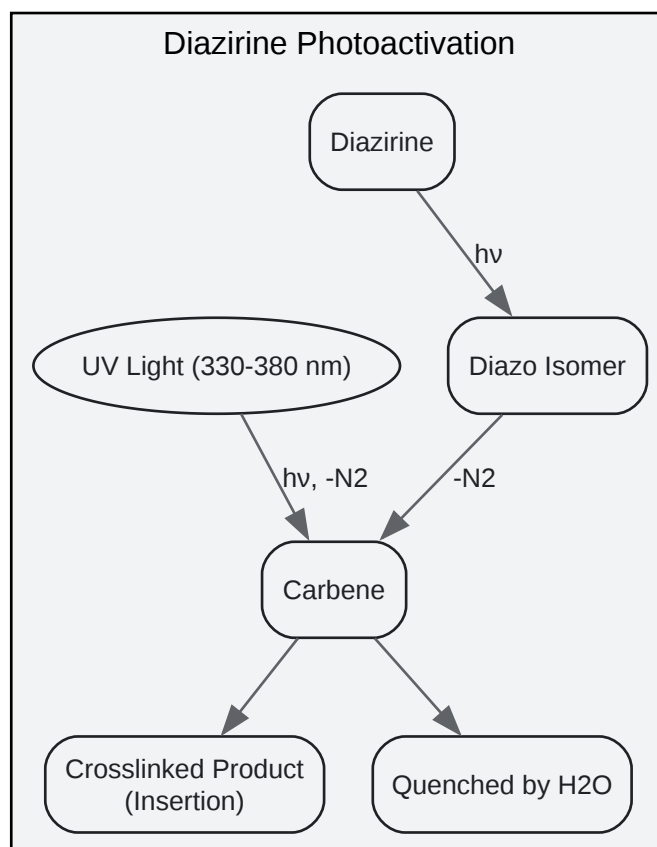 Diazirine Photoactivation
Diazirine
hν
UV Light (330-380 nm)
Diazo Isomer
hν, -N2
-N2
Carbene
Crosslinked Product
(Insertion)
Quenched by H2O